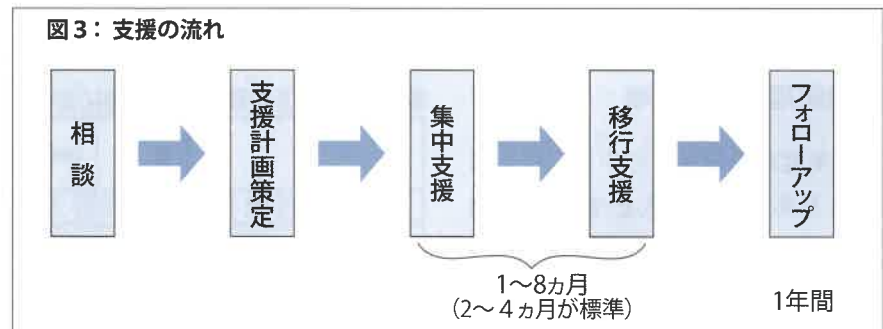 図3：支援の流れ
相談
支援計画策定
集中支援
移行支援
フォローアップ
1～8ヵ月
（2～4ヵ月が標準）
1年間